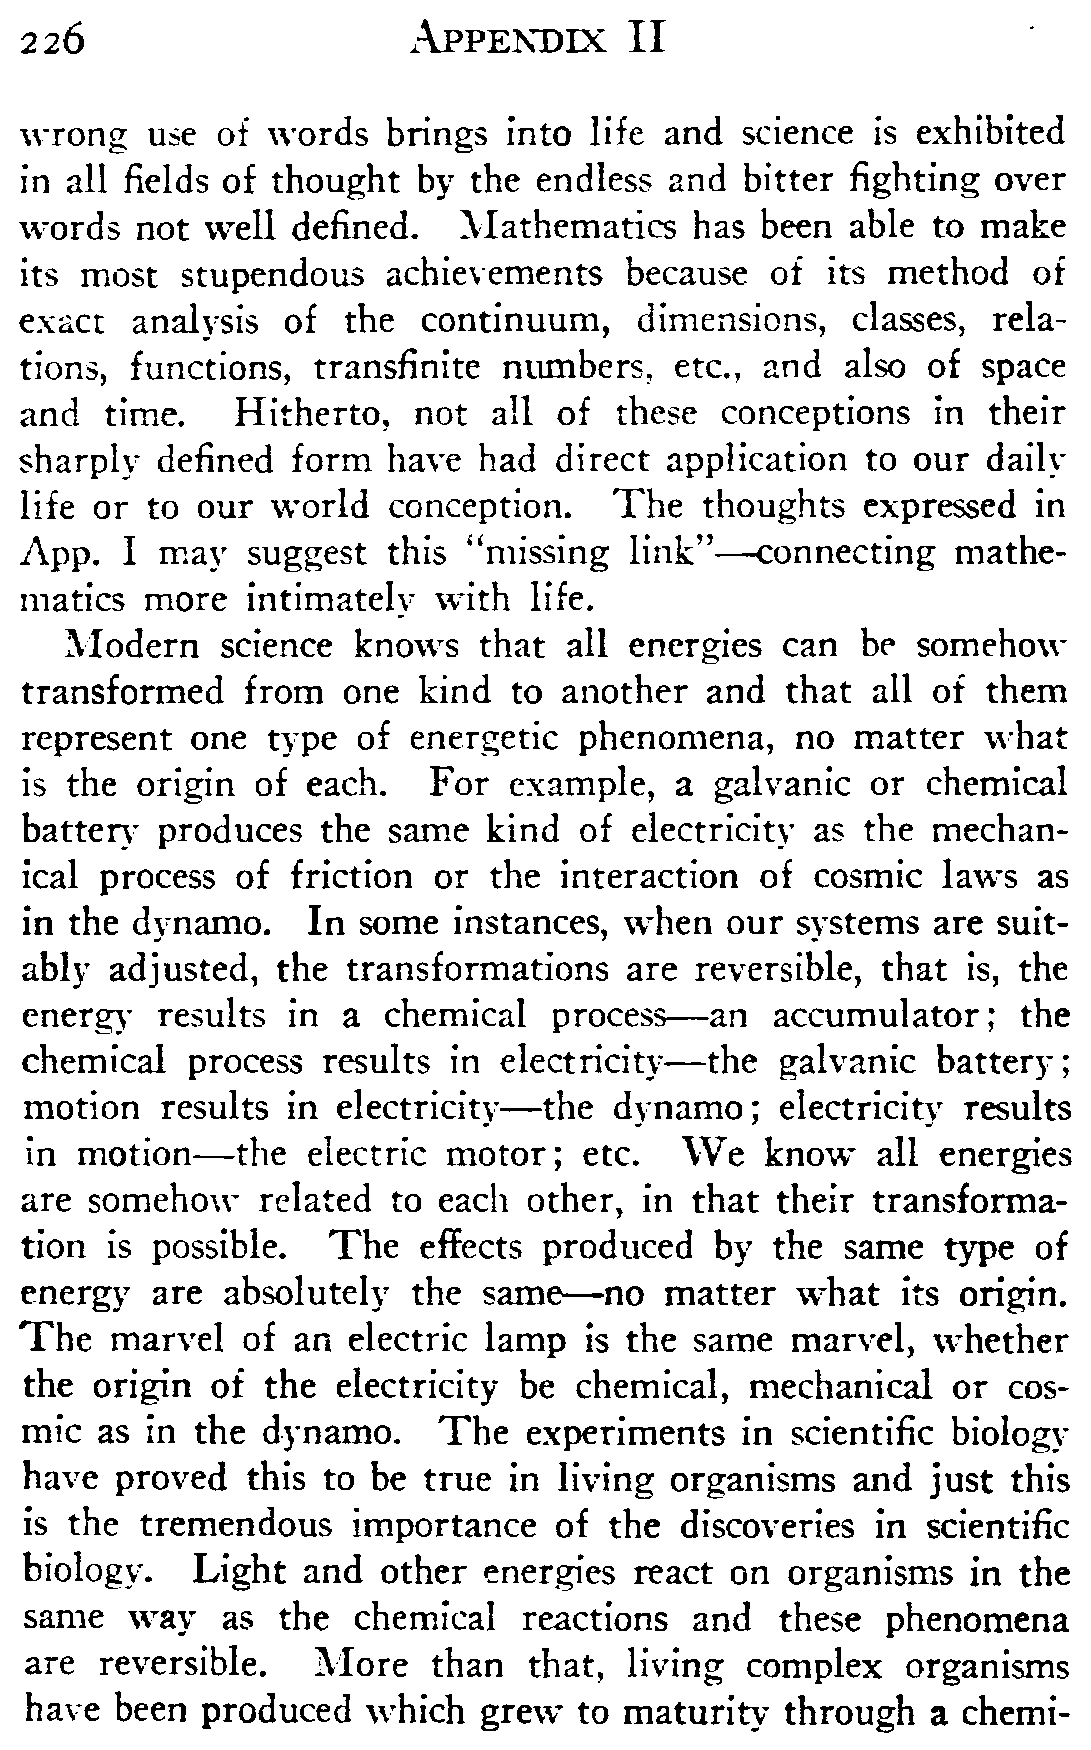 226 APPENDIX II
wrong use of words brings into life and science is exhibited
in all fields of thought by the endless and bitter fighting over
words not well defined. Mathematics has been able to make
its most stupendous achievements because of its method of
exact analysis of the continuum, dimensions, classes, rela-
tions, functions, transfinite numbers, etc., and also of space
and time. Hitherto, not all of these conceptions in their
sharply defined form have had direct application to our daily
life or to our world conception. The thoughts expressed in
App. I may suggest this “missing link”—connecting mathe-
matics more intimately with life.
Modern science knows that all energies can be somehow
transformed from one kind to another and that all of them
represent one type of energetic phenomena, no matter what
is the origin of each. For example, a galvanic or chemical
battery produces the same kind of electricity as the mechan-
ical process of friction or the interaction of cosmic laws as
in the dynamo. In some instances, when our systems are suit-
ably adjusted, the transformations are reversible, that is, the
energy results in a chemical process—an accumulator; the
chemical process results in electricity—the galvanic battery;
motion results in electricity—the dynamo; electricity results
in motion—the electric motor; etc. We know all energies
are somehow related to each other, in that their transforma-
tion is possible. The effects produced by the same type of
energy are absolutely the same—no matter what its origin.
The marvel of an electric lamp is the same marvel, whether
the origin of the electricity be chemical, mechanical or cos-
mic as in the dynamo. The experiments in scientific biology
have proved this to be true in living organisms and just this
is the tremendous importance of the discoveries in scientific
biology. Light and other energies react on organisms in the
same way as the chemical reactions and these phenomena
are reversible. More than that, living complex organisms
have been produced which grew to maturity through a chemi-